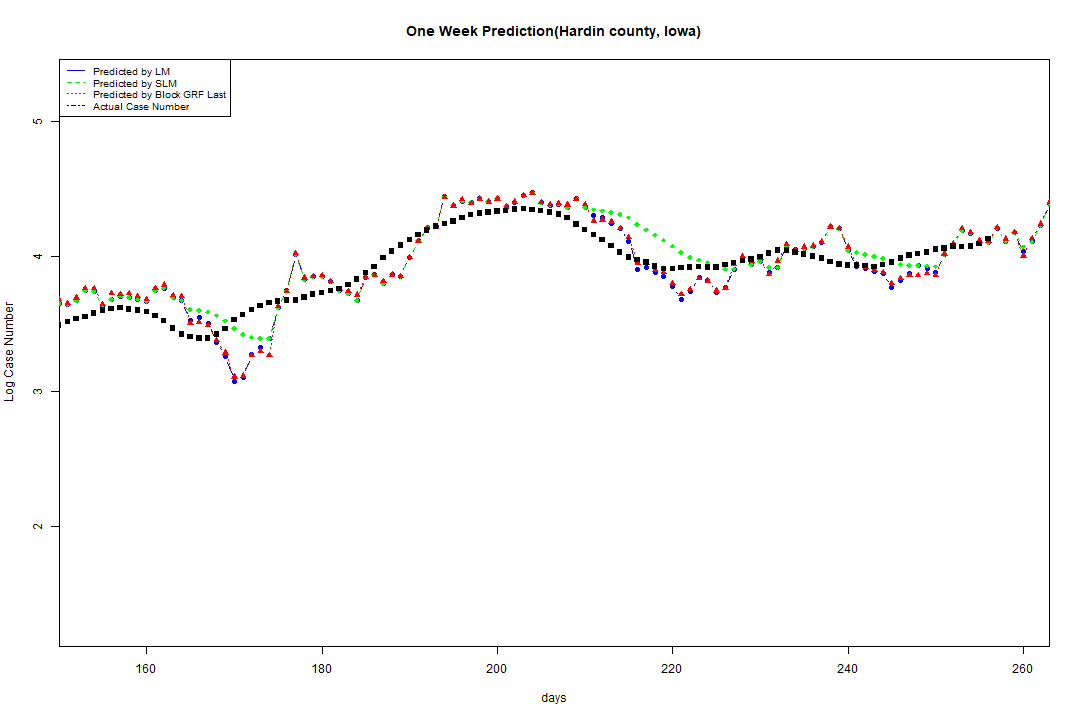 One Week Prediction(Hardin county, Iowa)
Predicted by LM
Predicted by SLM
Predicted by Block GRF Last
Actual Case Number
5
4
3
2
Log Case Number
160 180 200 220 240 260
days